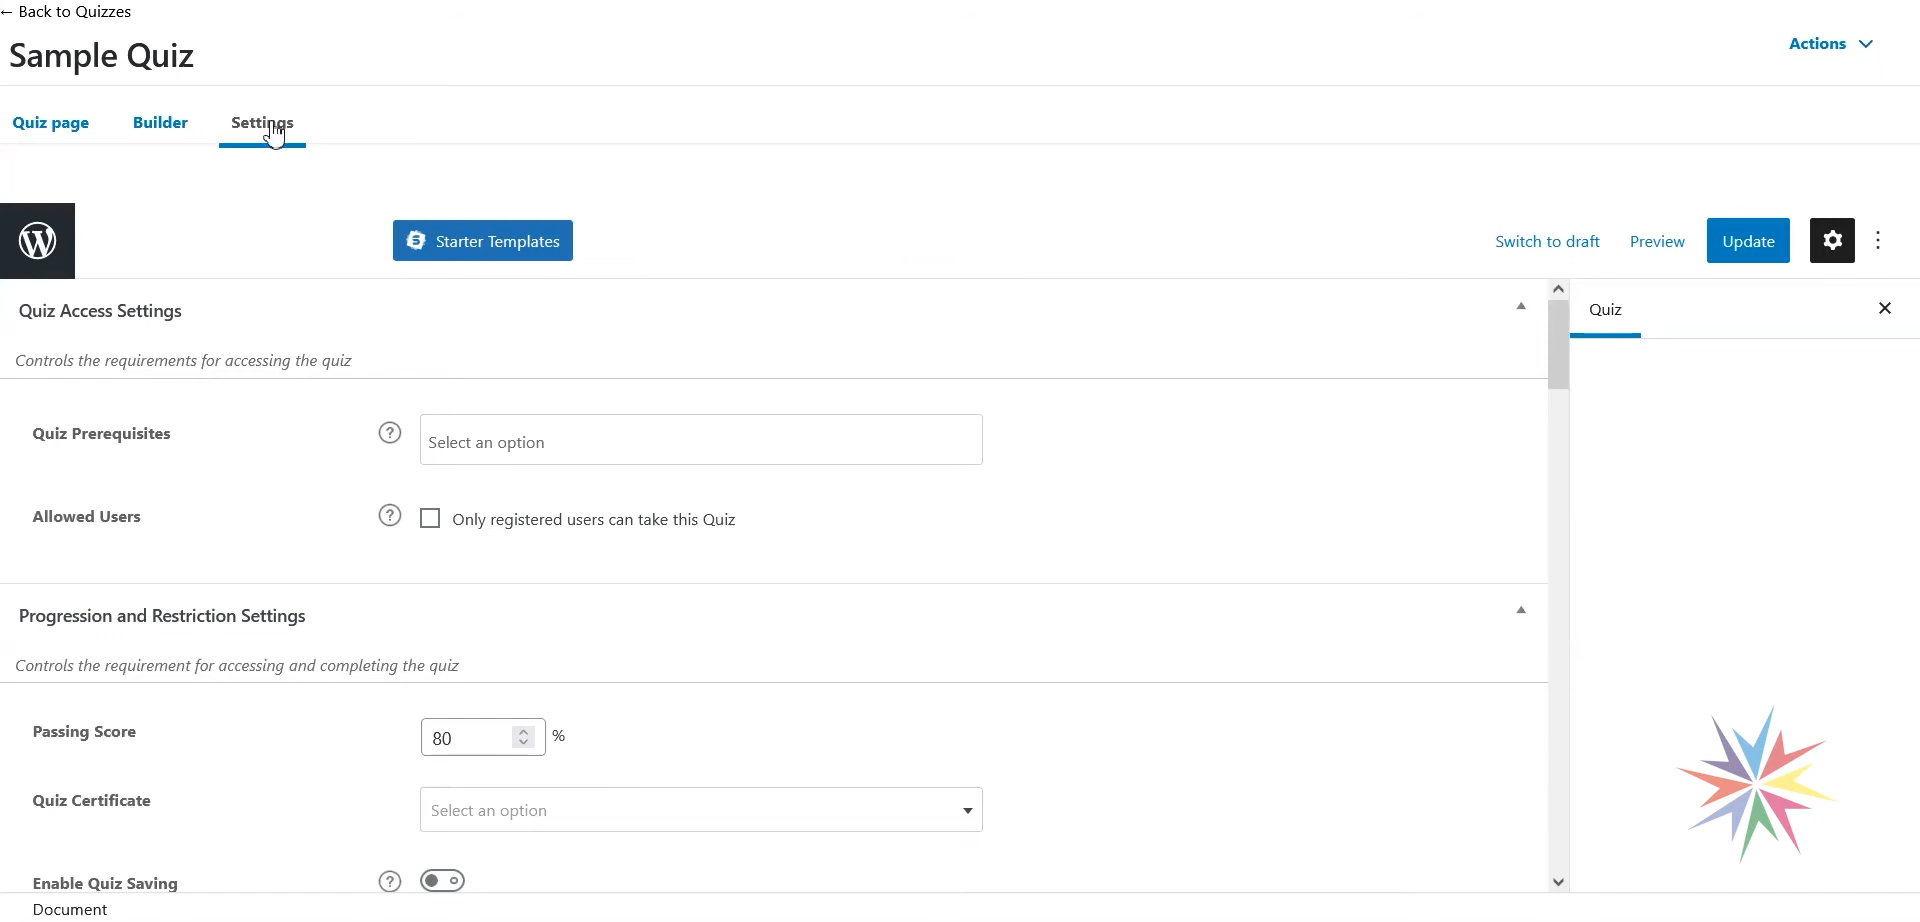 ← Back to Quizzes
Sample Quiz
Actions
Quiz page Builder Settings
Starter Templates
Switch to draft Preview Update
Quiz Access Settings
Quiz
Controls the requirements for accessing the quiz
Quiz Prerequisites ? Select an option
Allowed Users ? Only registered users can take this Quiz
Progression and Restriction Settings
Controls the requirement for accessing and completing the quiz
Passing Score 80 %
Quiz Certificate Select an option
Enable Quiz Saving ?
Document